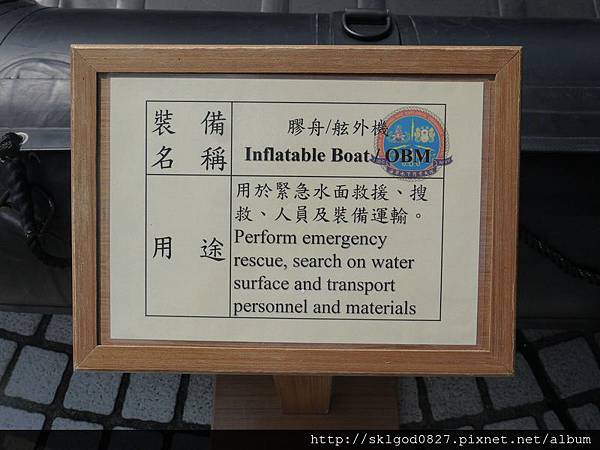 裝備
名稱
膠舟/舷外機
Inflatable Boat / OBM
用途
用於緊急水面救援、搜
救、人員及裝備運輸。
Perform emergency
rescue, search on water
surface and transport
personnel and materials
http://sklgod0827.pixnet.net/album